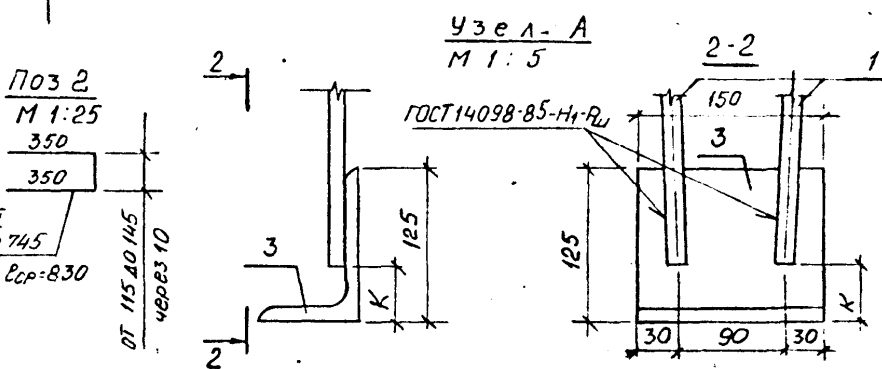 Узел-А
М 1:5
Поз 2
М 1:25
350
350
745
ℓср=830
от 115 до 145
через 10
2
2
3
125
К
2-2
1
150
ГОСТ 14098-85-Н1-Рш
3
125
К
30
90
30